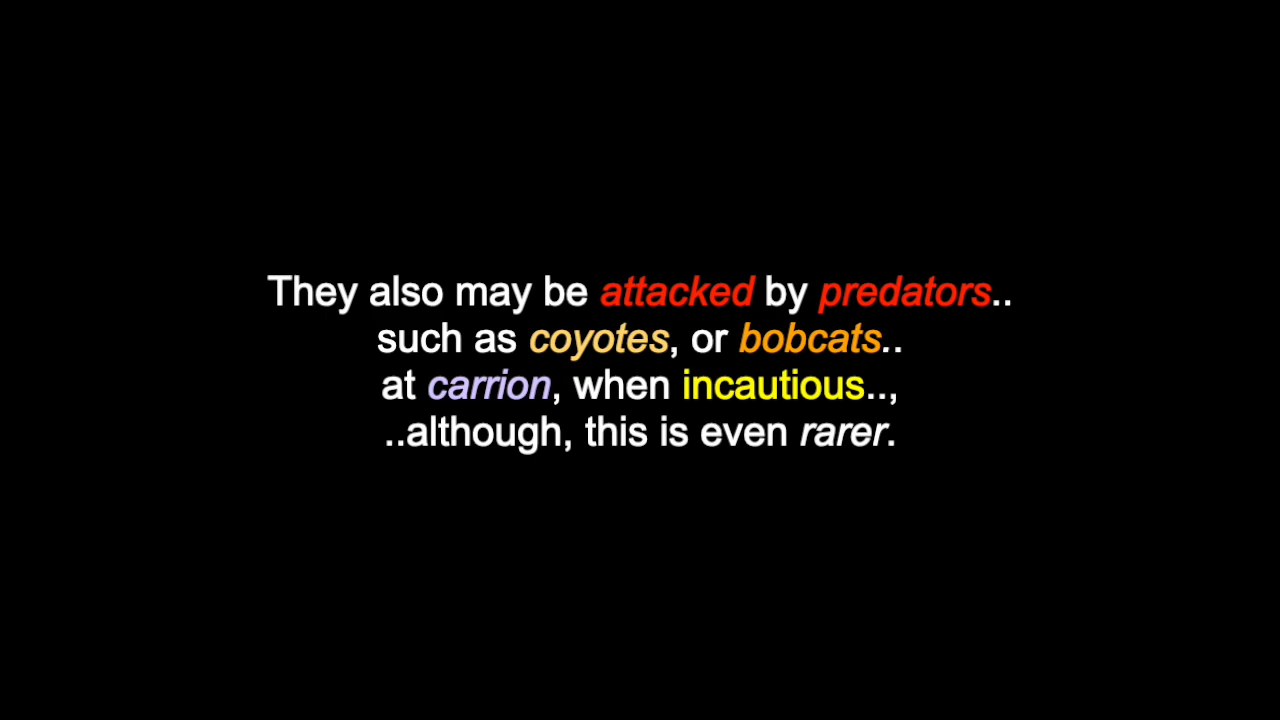 They also may be attacked by predators..
such as coyotes, or bobcats..
at carrion, when incautious..,
..although, this is even rarer.